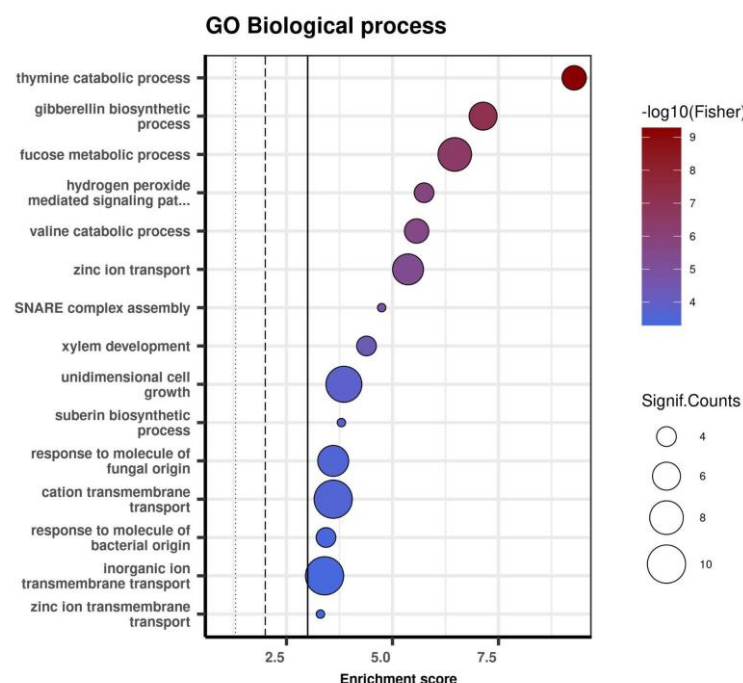 GO Biological process
thymine catabolic process
gibberellin biosynthetic
process
fucose metabolic process
hydrogen peroxide
mediated signaling pat...
valine catabolic process
zinc ion transport
SNARE complex assembly
xylem development
unidimensional cell
growth
suberin biosynthetic
process
response to molecule of
fungal origin
cation transmembrane
transport
response to molecule of
bacterial origin
inorganic ion
transmembrane transport
zinc ion transmembrane
transport
2.5 5.0 7.5
Enrichment score
-log10(Fisher)
9
8
7
6
5
4
Signif.Counts
4
6
8
10